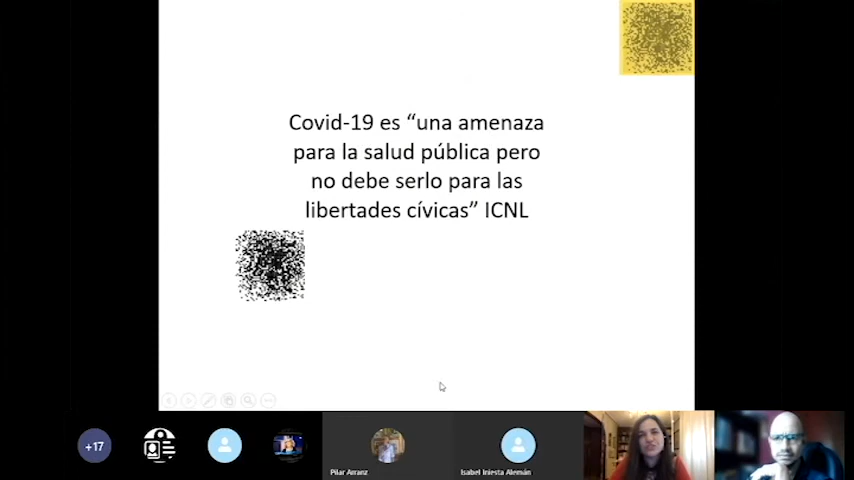 Covid-19 es “una amenaza
para la salud pública pero
no debe serlo para las
libertades cívicas” ICNL
+17
Pilar Arranz
Isabel Iniesta Alemán